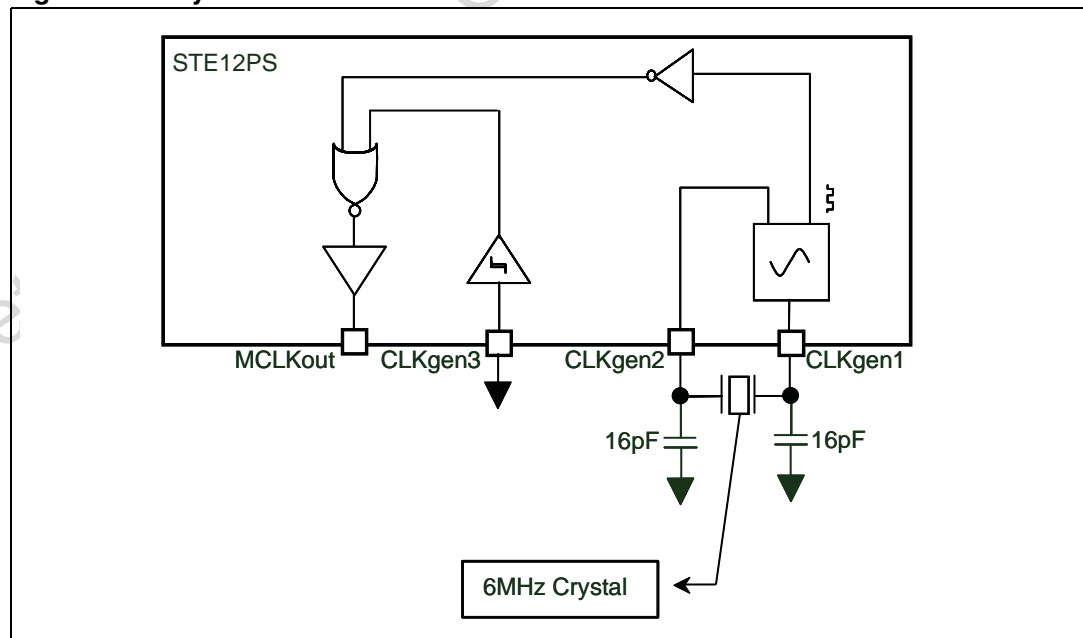 STE12PS
MCLKout
CLKgen3
CLKgen2
CLKgen1
16pF
16pF
6MHz Crystal